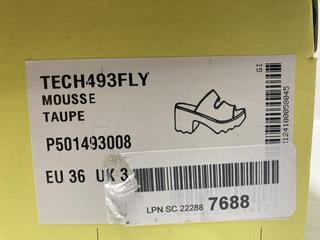 TECH493FLY
MOUSSE
TAUPE
P501493008
EU 36 UK 3
LPN SC 22288 7688